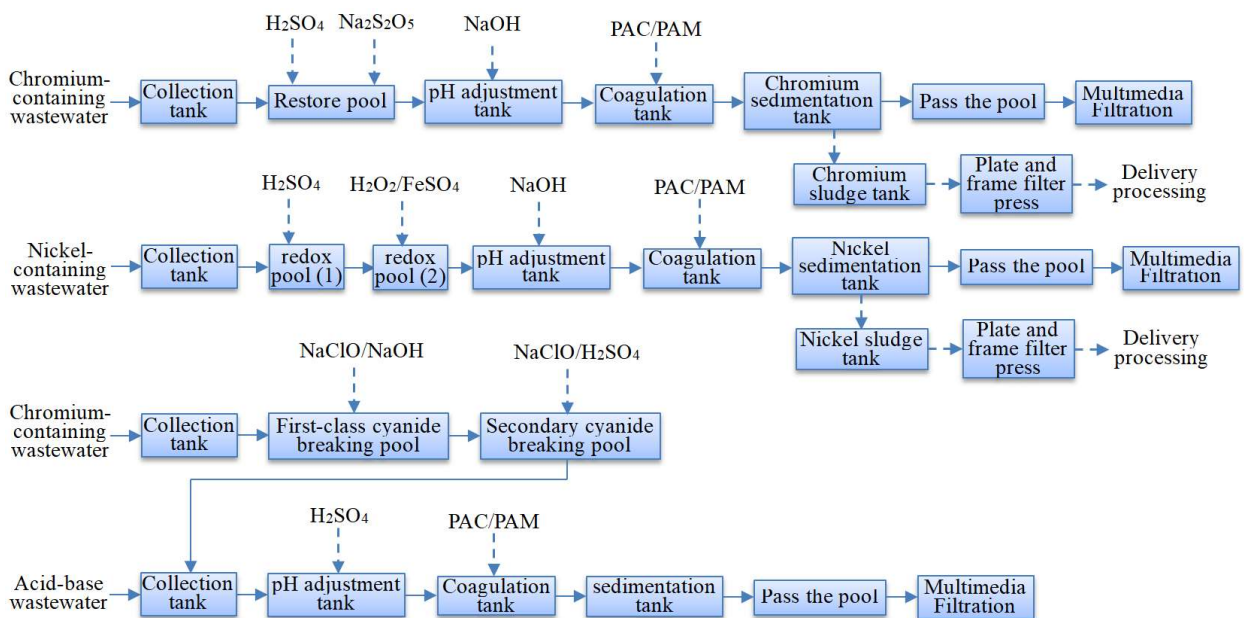 H₂SO₄
Na₂S₂O₅
NaOH
PAC/PAM
Chromium-
containing
wastewater
Collection
tank
Restore pool
pH adjustment
tank
Coagulation
tank
Chromium
sedimentation
tank
Pass the pool
Multimedia
Filtration
Chromium
sludge tank
Plate and
frame filter
press
Delivery
processing
H₂SO₄
H₂O₂/FeSO₄
NaOH
PAC/PAM
Nickel-
containing
wastewater
Collection
tank
redox
pool (1)
redox
pool (2)
pH adjustment
tank
Coagulation
tank
Nickel
sedimentation
tank
Pass the pool
Multimedia
Filtration
Nickel sludge
tank
Plate and
frame filter
press
Delivery
processing
NaClO/NaOH
NaClO/H₂SO₄
Chromium-
containing
wastewater
Collection
tank
First-class cyanide
breaking pool
Secondary cyanide
breaking pool
H₂SO₄
PAC/PAM
Acid-base
wastewater
Collection
tank
pH adjustment
tank
Coagulation
tank
sedimentation
tank
Pass the pool
Multimedia
Filtration